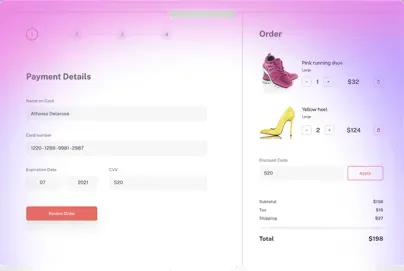 1 2 3 4
Payment Details
Name on Card
Alfonso Delarosa
Card number
1220 -1288 -9981 -2987
Expiration Date CVV
07 2021 520
Review Order
Order
Pink running shoe
Large
- 1 + $32
Yellow heel
Large
- 2 + $124
Discount Code
520 Apply
Subtotal $156
Tax $15
Shipping $27
Total $198